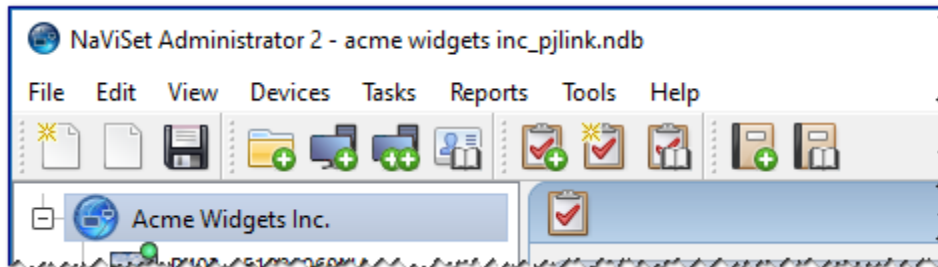 NaViSet Administrator 2 - acme widgets inc_pjlink.ndb
File Edit View Devices Tasks Reports Tools Help
Acme Widgets Inc.